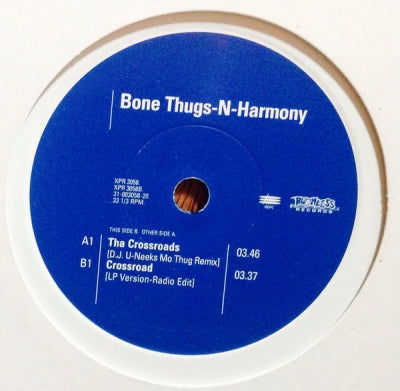 Bone Thugs-N-Harmony
XPR 3058
XPR 3058B
31-003058-20
33 1/3 RPM
epic
RUTHLESS
RECORDS
THIS SIDE B. OTHER SIDE A.
A1 Tha Crossroads 03.46
[D.J. U-Neeks Mo Thug Remix]
B1 Crossroad 03.37
[LP Version-Radio Edit]